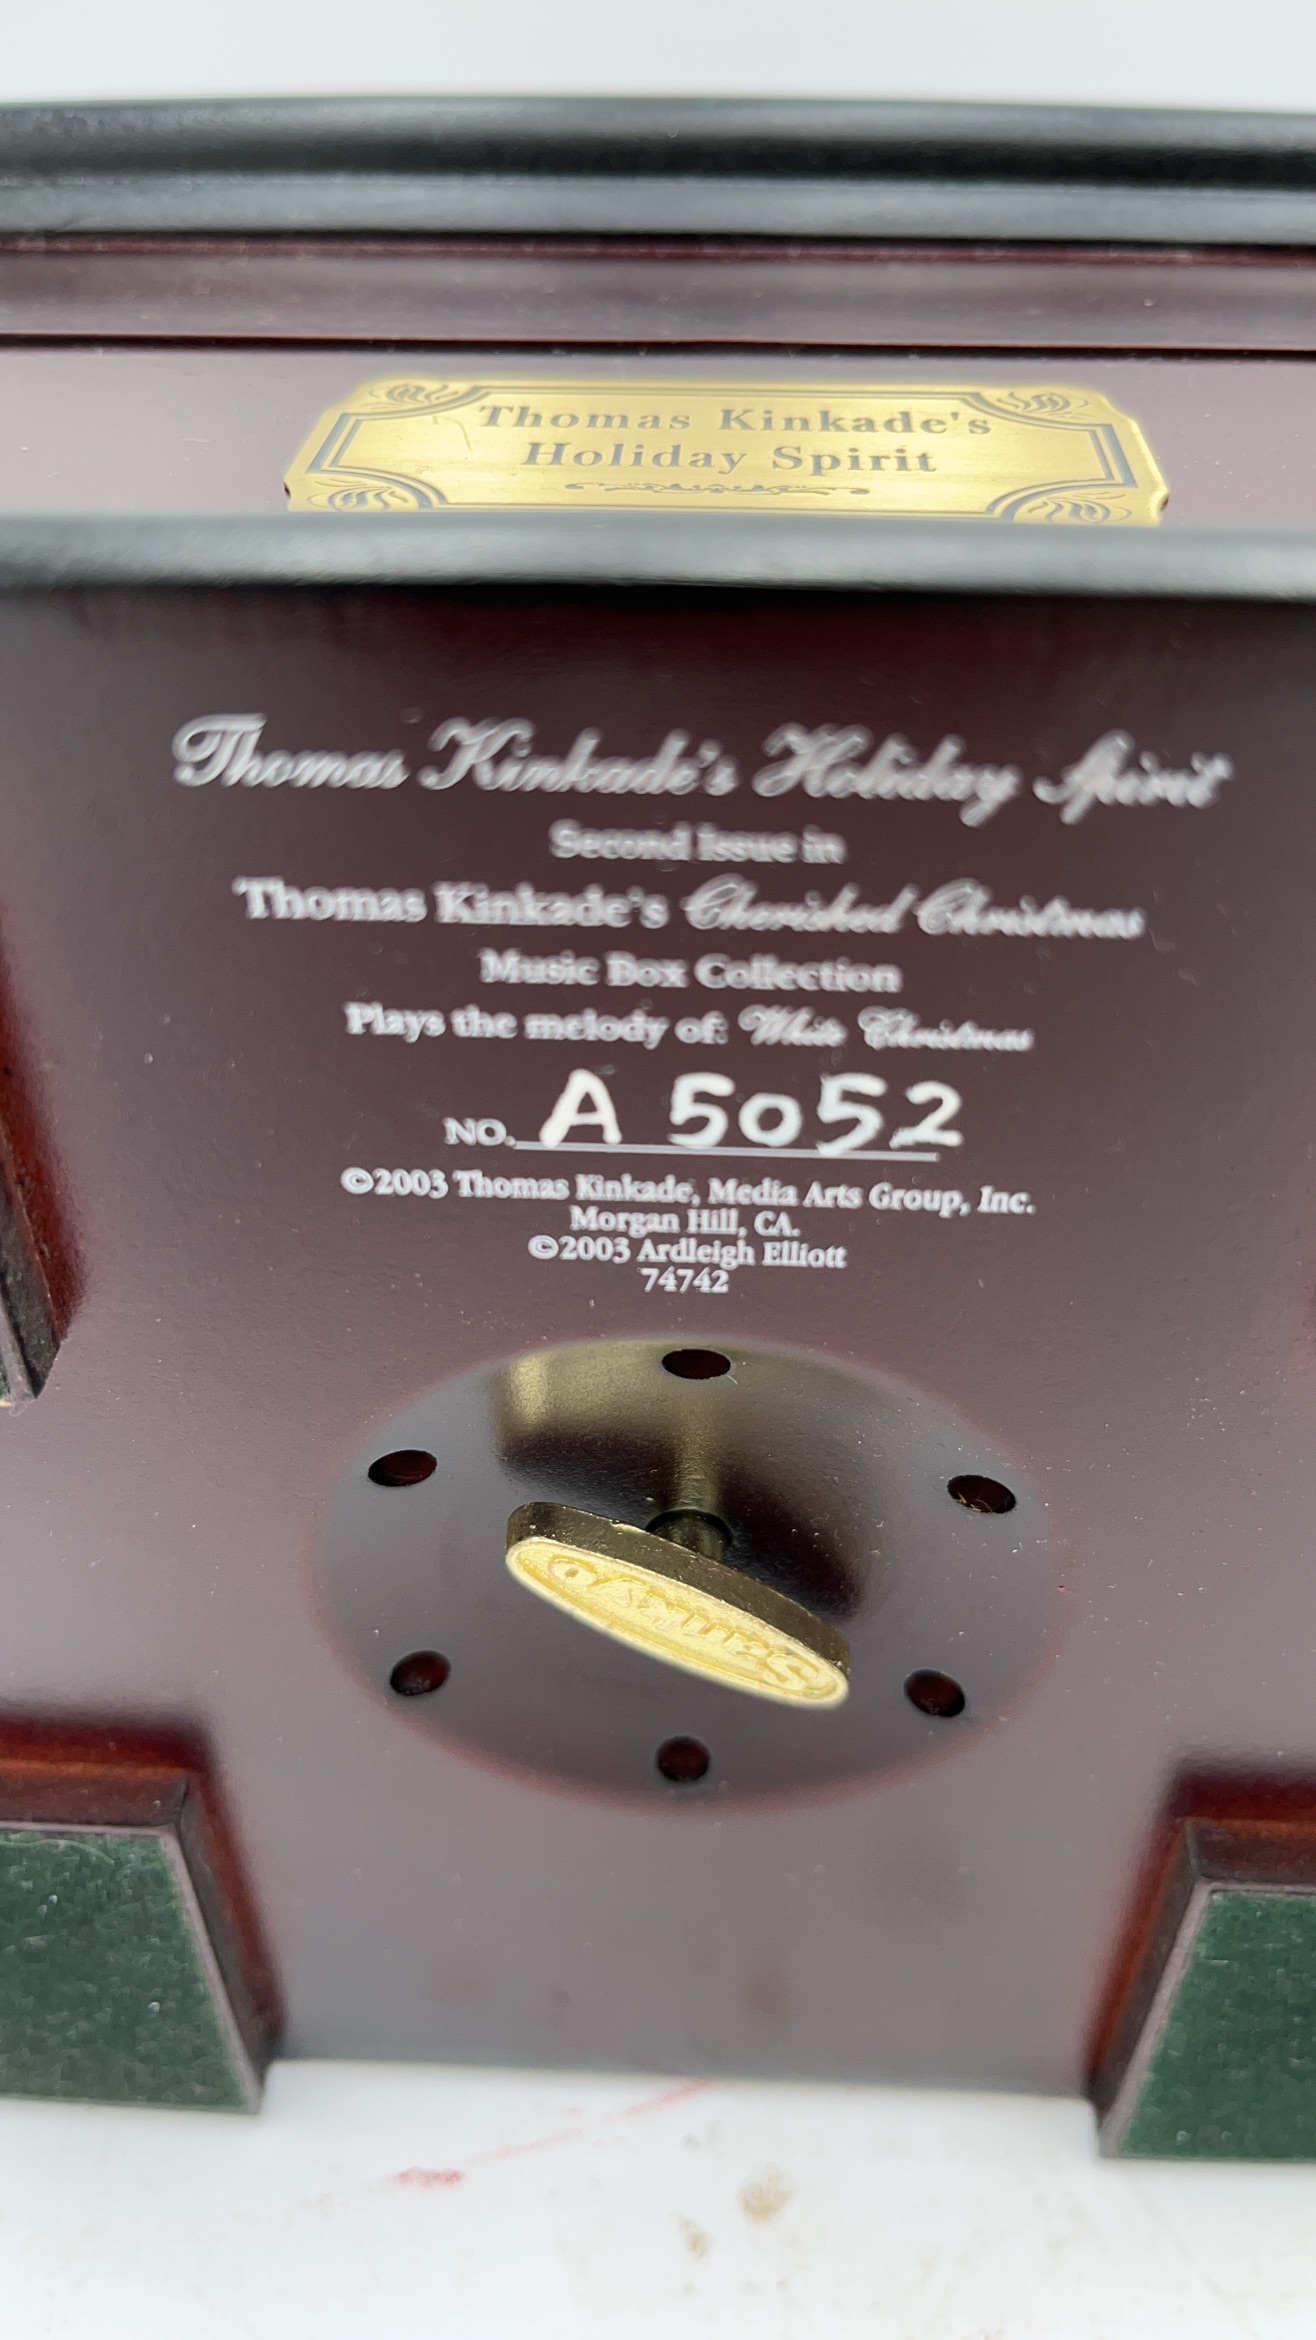 Thomas Kinkade's
Holiday Spirit
Thomas Kinkade's Holiday Spirit
Second Issue in
Thomas Kinkade's Cherished Christmas
Music Box Collection
Plays the melody of: White Christmas
NO. A 5052
©2003 Thomas Kinkade, Media Arts Group, Inc.
Morgan Hill, CA.
©2003 Ardleigh Elliott
74742
Sankyo